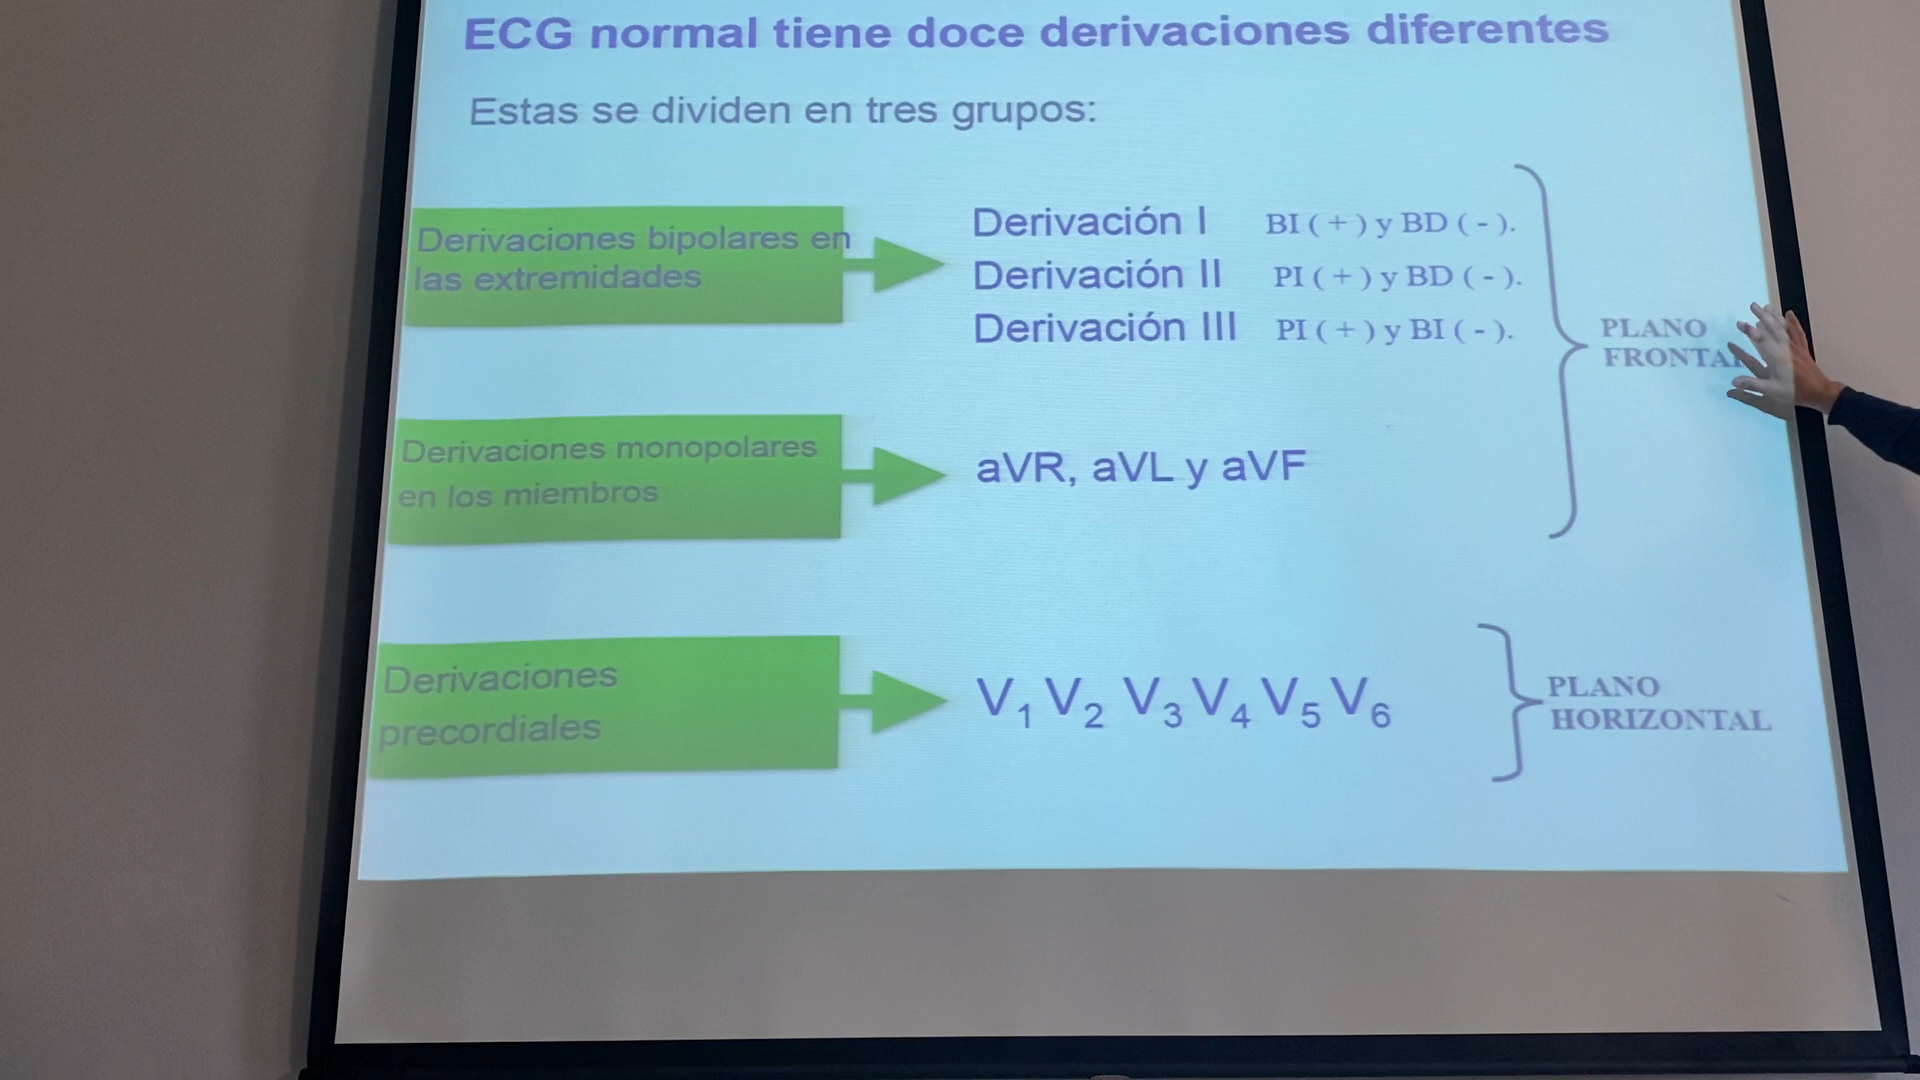 ECG normal tiene doce derivaciones diferentes
Estas se dividen en tres grupos:
Derivaciones bipolares en
las extremidades
Derivación I BI ( + ) y BD ( - ).
Derivación II PI ( + ) y BD ( - ).
Derivación III PI ( + ) y BI ( - ).
PLANO
FRONTA
Derivaciones monopolares
en los miembros
aVR, aVL y aVF
Derivaciones
precordiales
V₁ V₂ V₃ V₄ V₅ V₆
PLANO
HORIZONTAL